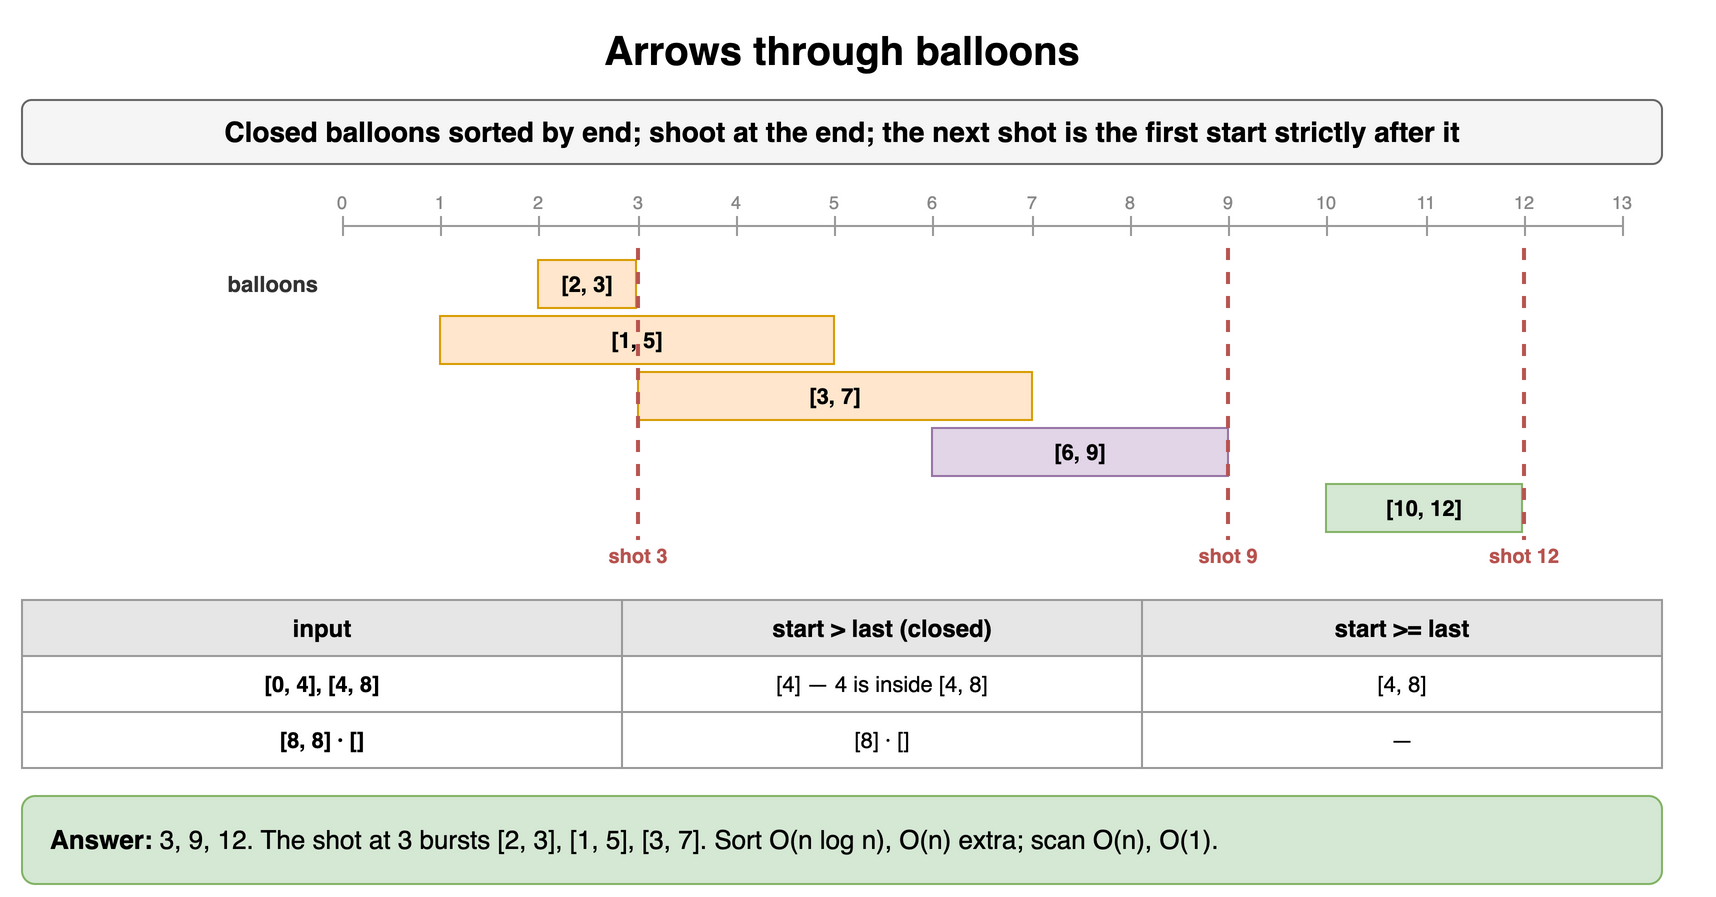 Arrows through balloons
Closed balloons sorted by end; shoot at the end; the next shot is the first start strictly after it
0 1 2 3 4 5 6 7 8 9 10 11 12 13
balloons
[2, 3]
[1, 5]
[3, 7]
[6, 9]
[10, 12]
shot 3 shot 9 shot 12
input start > last (closed) start >= last
[0, 4], [4, 8] [4] — 4 is inside [4, 8] [4, 8]
[8, 8] · [] [8] · [] —
Answer: 3, 9, 12. The shot at 3 bursts [2, 3], [1, 5], [3, 7]. Sort O(n log n), O(n) extra; scan O(n), O(1).